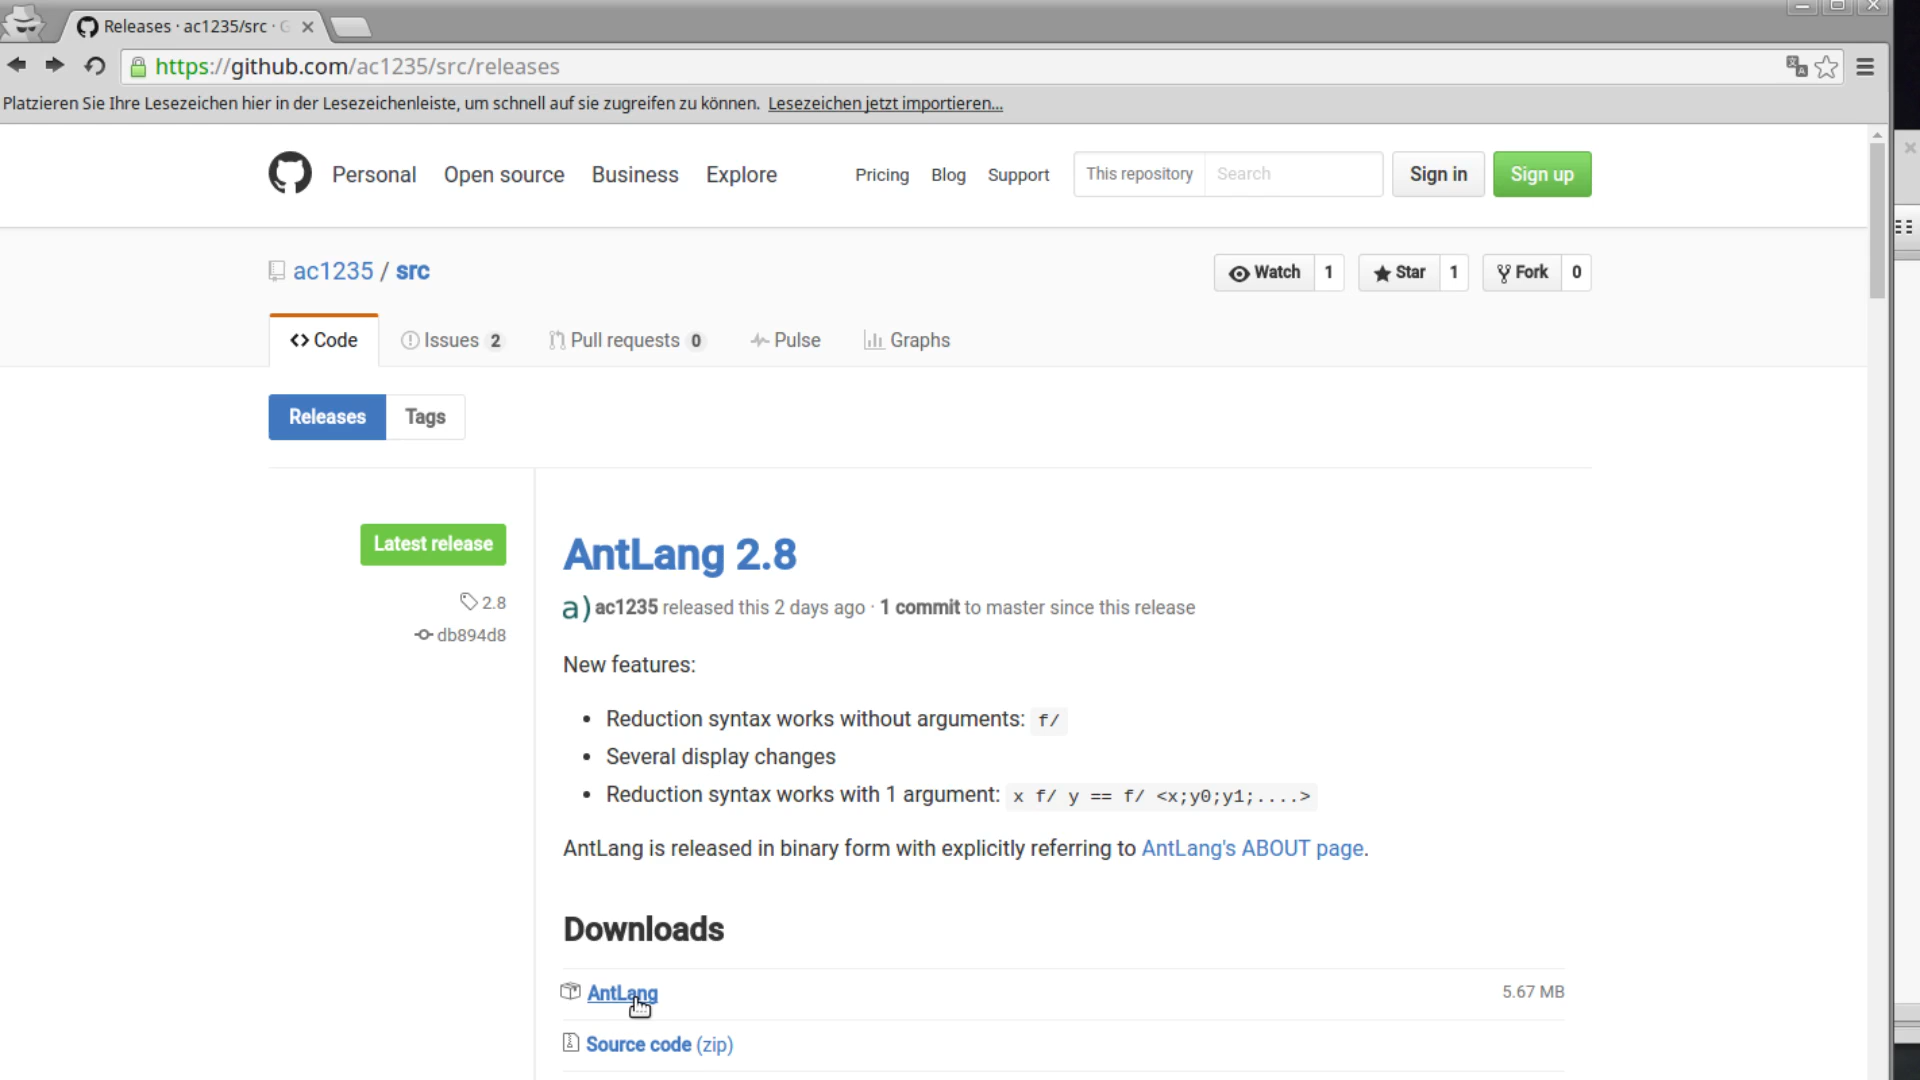 Releases · ac1235/src · G
https://github.com/ac1235/src/releases
Platzieren Sie Ihre Lesezeichen hier in der Lesezeichenleiste, um schnell auf sie zugreifen zu können. Lesezeichen jetzt importieren...
Personal Open source Business Explore Pricing Blog Support This repository Search Sign in Sign up
ac1235 / src Watch 1 Star 1 Fork 0
Code Issues 2 Pull requests 0 Pulse Graphs
Releases Tags
Latest release
2.8
db894d8
AntLang 2.8
a) ac1235 released this 2 days ago · 1 commit to master since this release
New features:
• Reduction syntax works without arguments: f/
• Several display changes
• Reduction syntax works with 1 argument: x f/ y == f/ <x;y0;y1;....>
AntLang is released in binary form with explicitly referring to AntLang's ABOUT page.
Downloads
AntLang 5.67 MB
Source code (zip)